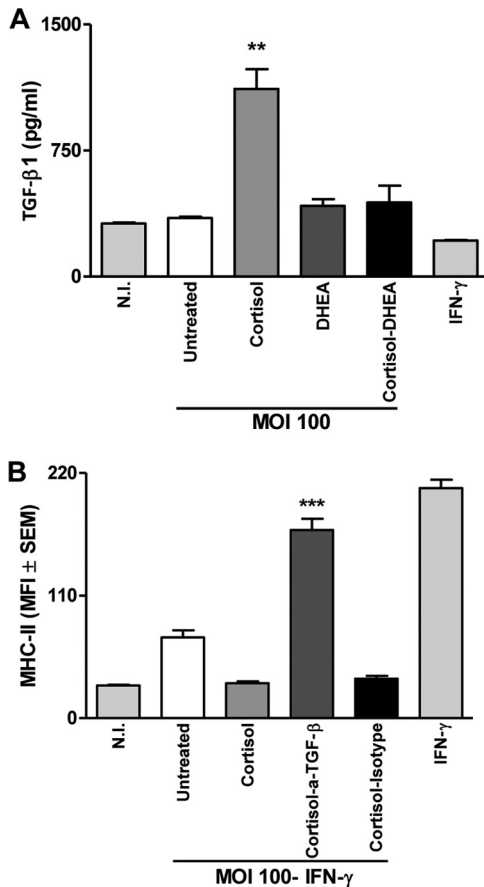 A
TGF-β1 (pg/ml)
1500
750
0
**
N.I.
Untreated
Cortisol
DHEA
Cortisol-DHEA
IFN-γ
MOI 100
B
MHC-II (MFI ± SEM)
220
110
0
***
N.I.
Untreated
Cortisol
Cortisol-a-TGF-β
Cortisol-Isotype
IFN-γ
MOI 100- IFN-γ